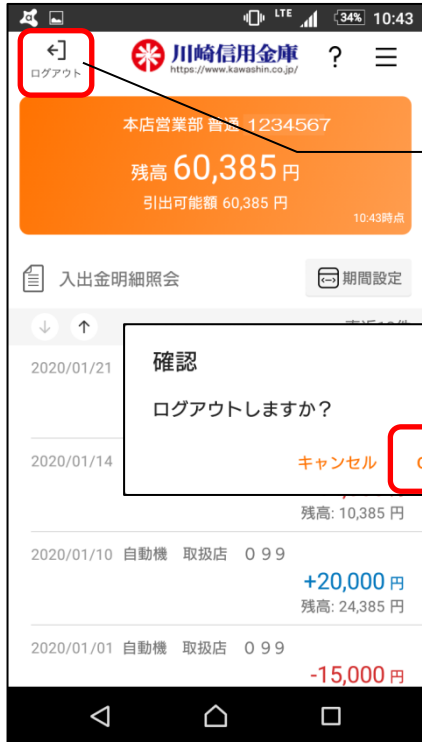 LTE 34% 10:43
ログアウト
川崎信用金庫
https://www.kawashin.co.jp/
?
本店営業部 普通 1234567
残高 60,385 円
引出可能額 60,385 円
10:43時点
入出金明細照会
期間設定
2020/01/21
確認
ログアウトしますか?
2020/01/14
キャンセル
残高: 10,385 円
2020/01/10 自動機 取扱店 099
+20,000 円
残高: 24,385 円
2020/01/01 自動機 取扱店 099
-15,000 円